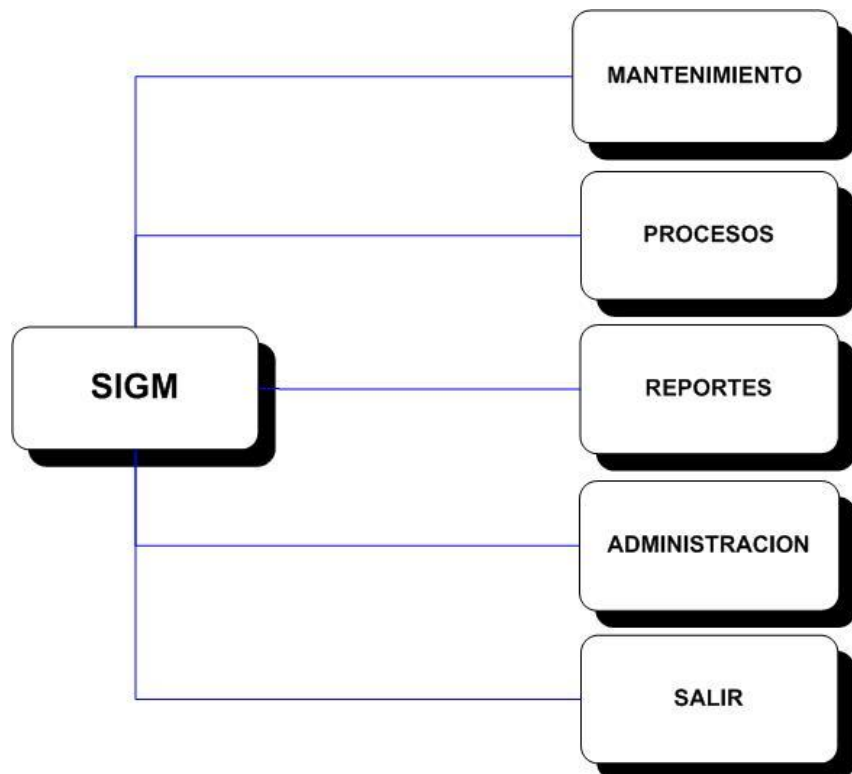 MANTENIMIENTO
PROCESOS
SIGM
REPORTES
ADMINISTRACION
SALIR